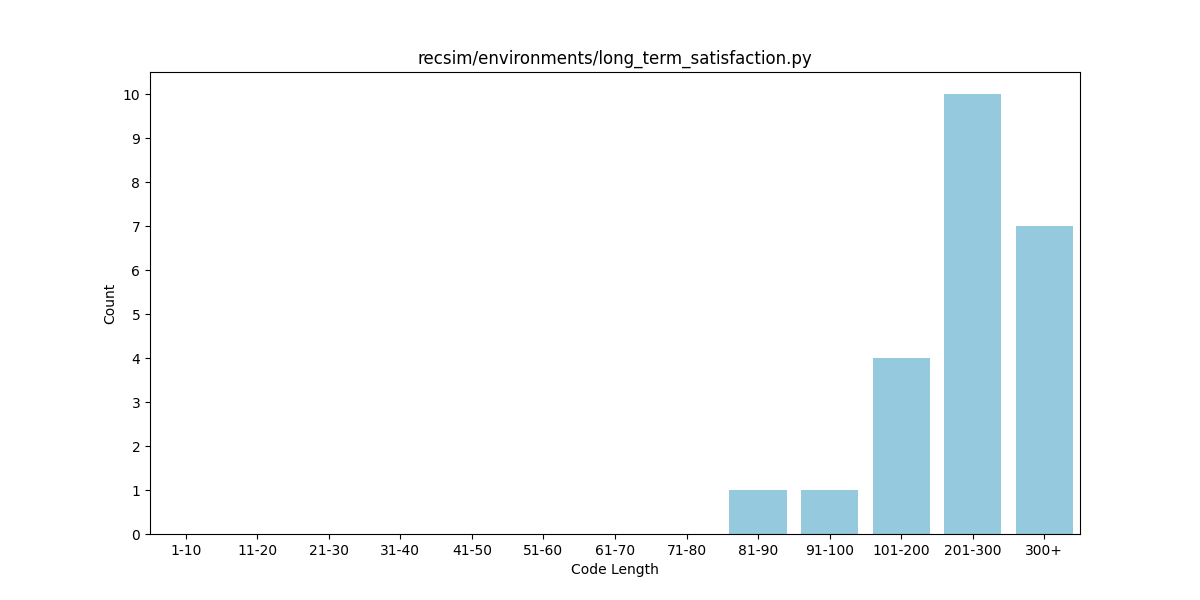 recsim/environments/long_term_satisfaction.py
10
9
8
7
6
5
4
3
2
1
0
Count
1-10 11-20 21-30 31-40 41-50 51-60 61-70 71-80 81-90 91-100 101-200 201-300 300+
Code Length